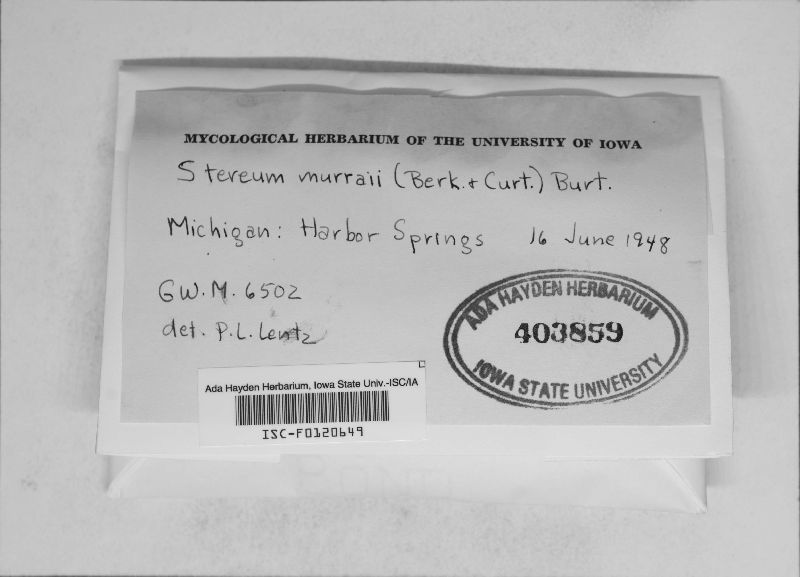 MYCOLOGICAL HERBARIUM OF THE UNIVERSITY OF IOWA
Stereum murraii (Berk. & Curt.) Burt.
Michigan: Harbor Springs 16 June 1948
G.W.M. 6502
det. P.L. Lentz
ADA HAYDEN HERBARIUM
403859
IOWA STATE UNIVERSITY
Ada Hayden Herbarium, Iowa State Univ.-ISC/IA
ISC-F0120649